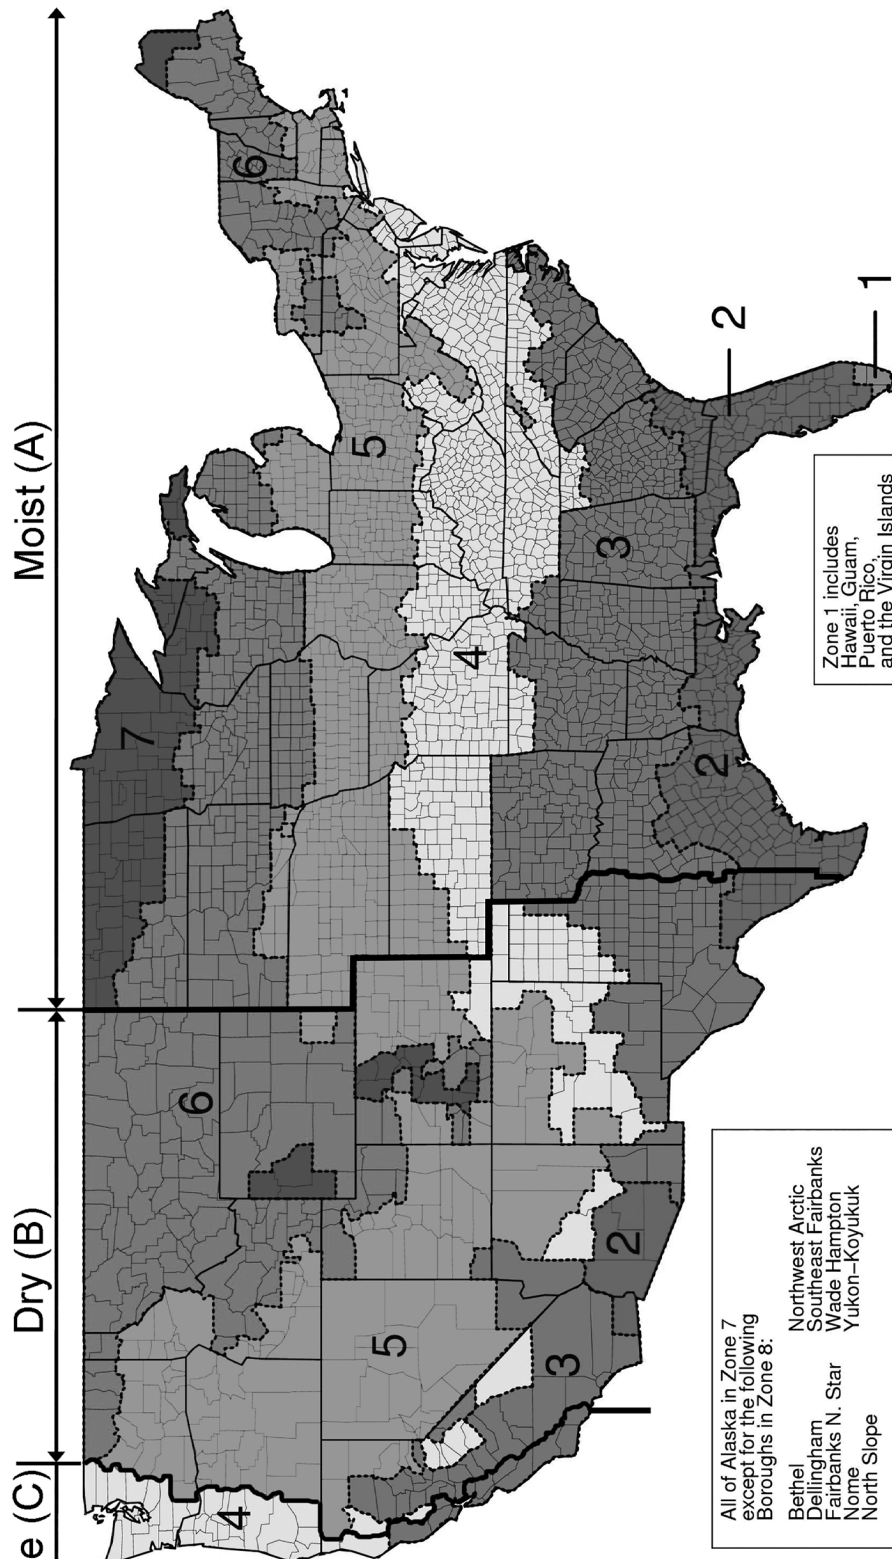 e (C)
Dry (B)
Moist (A)
7
6
6
5
5
4
4
3
3
2
2
2
1
All of Alaska in Zone 7
except for the following
Boroughs in Zone 8:
Bethel
Dellingham
Fairbanks N. Star
Nome
North Slope
Northwest Arctic
Southeast Fairbanks
Wade Hampton
Yukon–Koyukuk
Zone 1 includes
Hawaii, Guam,
Puerto Rico,
and the Virgin Islands